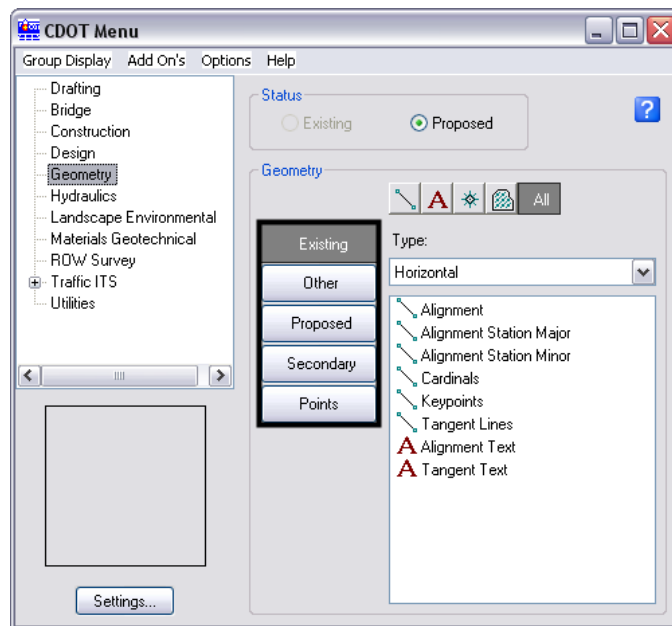 CDOT Menu
Group Display Add On's Options Help
Drafting
Bridge
Construction
Design
Geometry
Hydraulics
Landscape Environmental
Materials Geotechnical
ROW Survey
Traffic ITS
Utilities
Settings...
Status
Existing Proposed
?
Geometry
A All
Existing
Other
Proposed
Secondary
Points
Type:
Horizontal
Alignment
Alignment Station Major
Alignment Station Minor
Cardinals
Keypoints
Tangent Lines
A Alignment Text
A Tangent Text